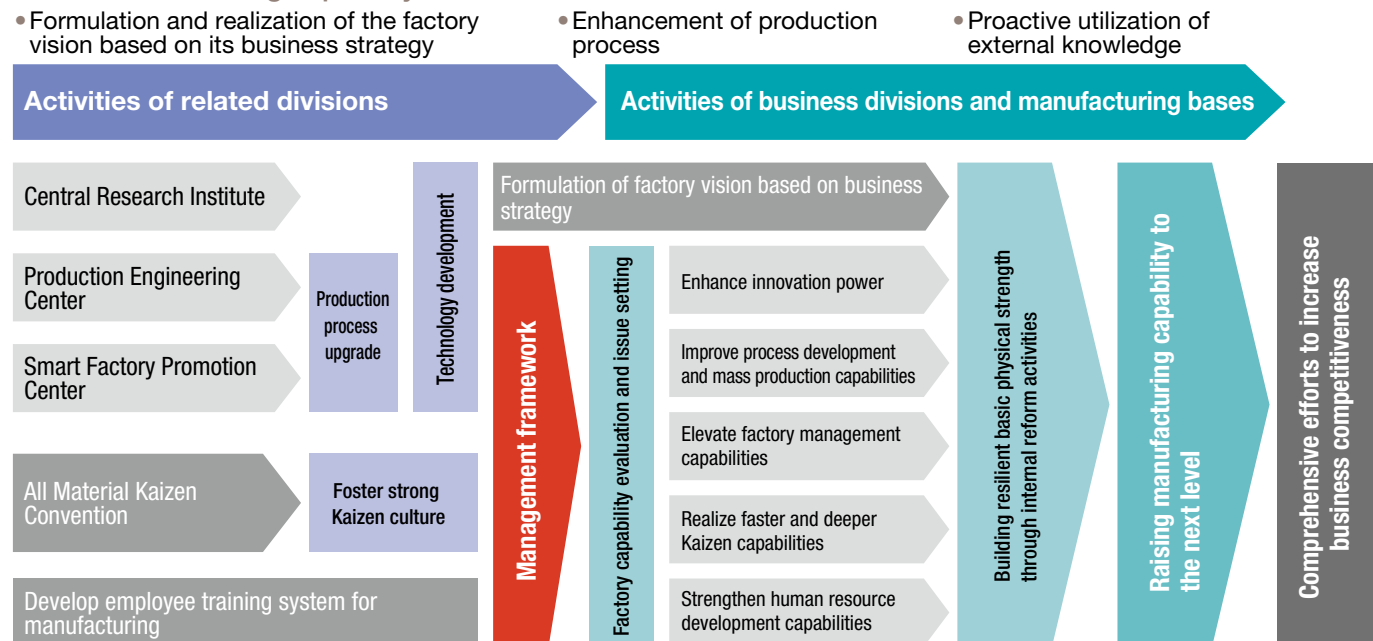 • Formulation and realization of the factory
vision based on its business strategy
• Enhancement of production
process
• Proactive utilization of
external knowledge
Activities of related divisions
Activities of business divisions and manufacturing bases
Central Research Institute
Production Engineering
Center
Smart Factory Promotion
Center
Production
process
upgrade
Technology development
All Material Kaizen
Convention
Foster strong
Kaizen culture
Develop employee training system for
manufacturing
Formulation of factory vision based on business
strategy
Management framework
Factory capability evaluation and issue setting
Enhance innovation power
Improve process development
and mass production capabilities
Elevate factory management
capabilities
Realize faster and deeper
Kaizen capabilities
Strengthen human resource
development capabilities
Building resilient basic physical strength
through internal reform activities
Raising manufacturing capability to
the next level
Comprehensive efforts to increase
business competitiveness